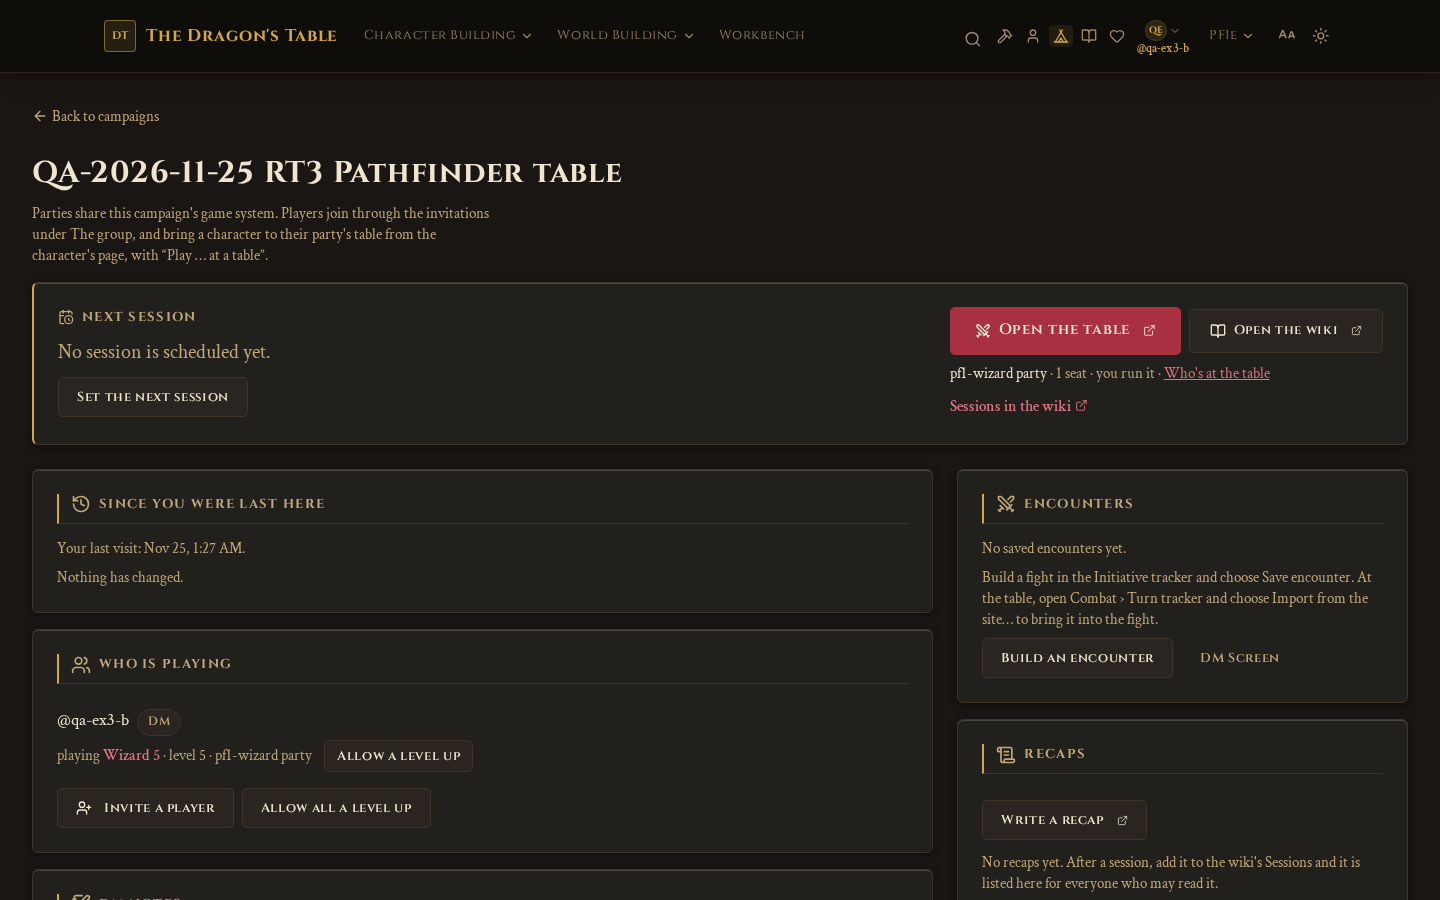 DT The Dragon's Table Character Building World Building Workbench QE @qa-ex3-b PF1e AA
Back to campaigns
QA-2026-11-25 RT3 Pathfinder table
Parties share this campaign's game system. Players join through the invitations
under The group, and bring a character to their party's table from the
character's page, with “Play … at a table”.
Next session
No session is scheduled yet.
Set the next session
Open the table
Open the wiki
pf1-wizard party · 1 seat · you run it · Who's at the table
Sessions in the wiki
Since you were last here
Your last visit: Nov 25, 1:27 AM.
Nothing has changed.
Who is playing
@qa-ex3-b DM
playing Wizard 5 · level 5 · pf1-wizard party Allow a level up
Invite a player Allow all a level up
Encounters
No saved encounters yet.
Build a fight in the Initiative tracker and choose Save encounter. At
the table, open Combat › Turn tracker and choose Import from the
site… to bring it into the fight.
Build an encounter DM Screen
Recaps
Write a recap
No recaps yet. After a session, add it to the wiki's Sessions and it is
listed here for everyone who may read it.